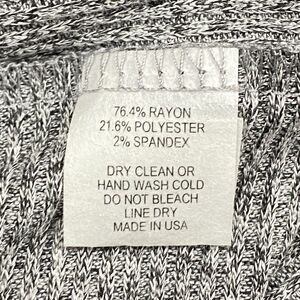 76.4% RAYON
21.6% POLYESTER
2% SPANDEX
DRY CLEAN OR
HAND WASH COLD
DO NOT BLEACH
LINE DRY
MADE IN USA